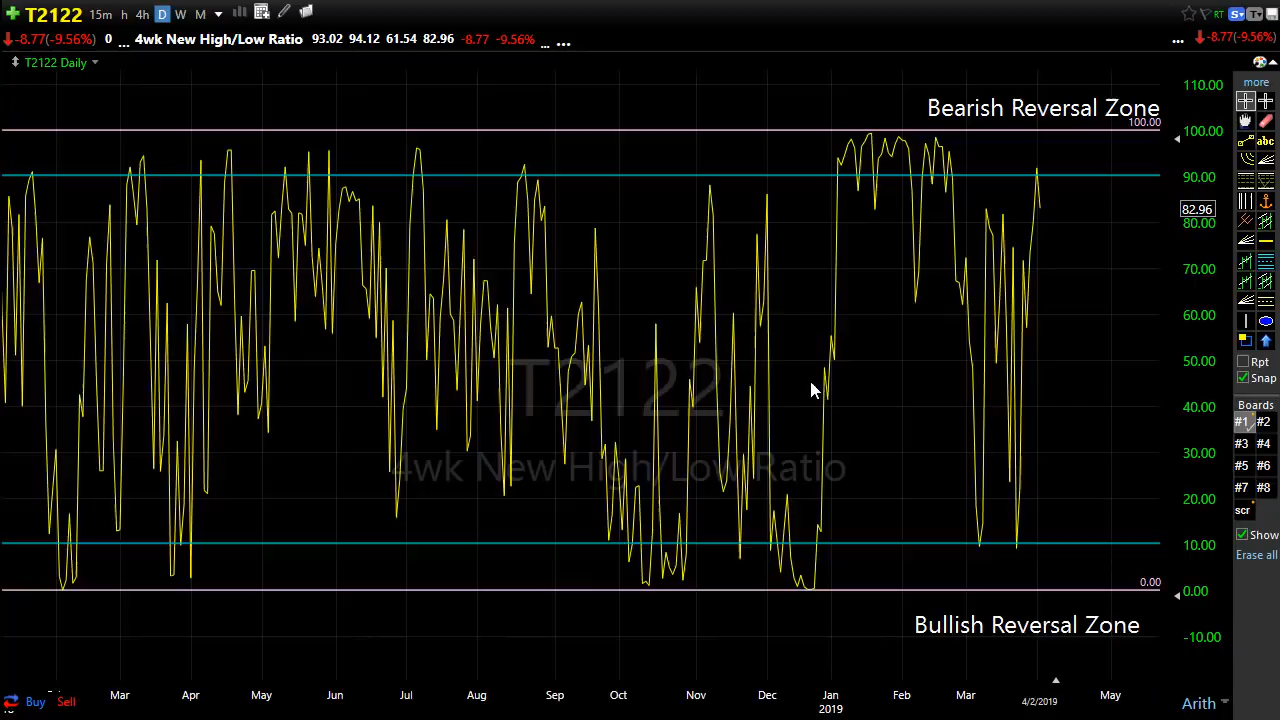 T2122 15m h 4h D W M RT S T
-8.77(-9.56%) 0 ... 4wk New High/Low Ratio 93.02 94.12 61.54 82.96 -8.77 -9.56% ... ... ... -8.77(-9.56%)
T2122 Daily
more
110.00
Bearish Reversal Zone
100.00
100.00
abc
90.00
82.96
80.00
70.00
60.00
50.00
T2122
Rpt
Snap
40.00
Boards
#1 #2
#3 #4
30.00
4wk New High/Low Ratio
#5 #6
#7 #8
20.00
scr
Show
10.00
Erase all
0.00
0.00
Bullish Reversal Zone
-10.00
Mar Apr May Jun Jul Aug Sep Oct Nov Dec Jan Feb Mar May
Buy Sell
2019
4/2/2019
Arith